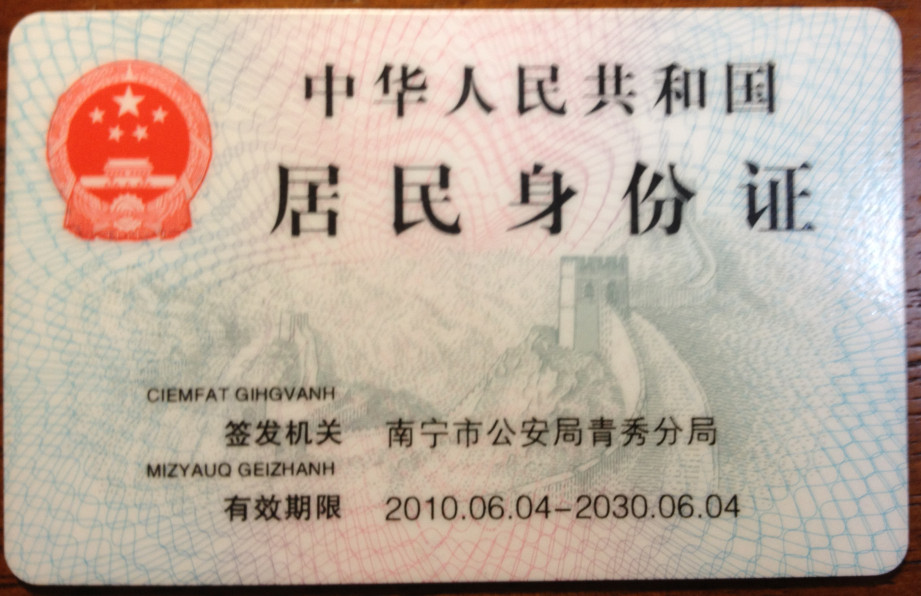 中华人民共和国
居民身份证
CIEMFAT GIHGVANH
签发机关 南宁市公安局青秀分局
MIZYAUQ GEIZHANH
有效期限 2010.06.04-2030.06.04